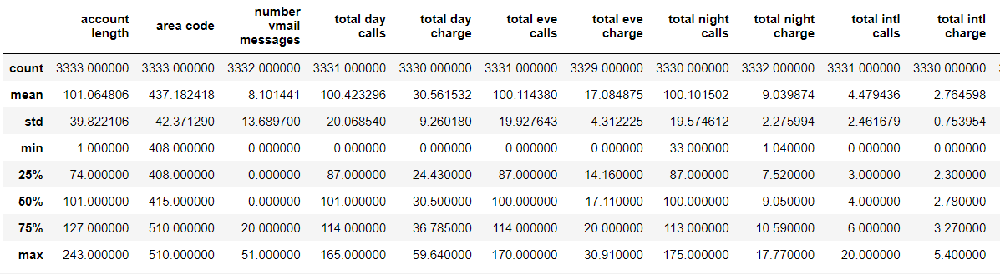 account length area code number vmail messages total day calls total day charge total eve calls total eve charge total night calls total night charge total intl calls total intl charge
count 3333.000000 3333.000000 3332.000000 3331.000000 3330.000000 3331.000000 3329.000000 3330.000000 3332.000000 3331.000000 3330.000000
mean 101.064806 437.182418 8.101441 100.423296 30.561532 100.114380 17.084875 100.101502 9.039874 4.479436 2.764598
std 39.822106 42.371290 13.689700 20.068540 9.260180 19.927643 4.312225 19.574612 2.275994 2.461679 0.753954
min 1.000000 408.000000 0.000000 0.000000 0.000000 0.000000 0.000000 33.000000 1.040000 0.000000 0.000000
25% 74.000000 408.000000 0.000000 87.000000 24.430000 87.000000 14.160000 87.000000 7.520000 3.000000 2.300000
50% 101.000000 415.000000 0.000000 101.000000 30.500000 100.000000 17.110000 100.000000 9.050000 4.000000 2.780000
75% 127.000000 510.000000 20.000000 114.000000 36.785000 114.000000 20.000000 113.000000 10.590000 6.000000 3.270000
max 243.000000 510.000000 51.000000 165.000000 59.640000 170.000000 30.910000 175.000000 17.770000 20.000000 5.400000